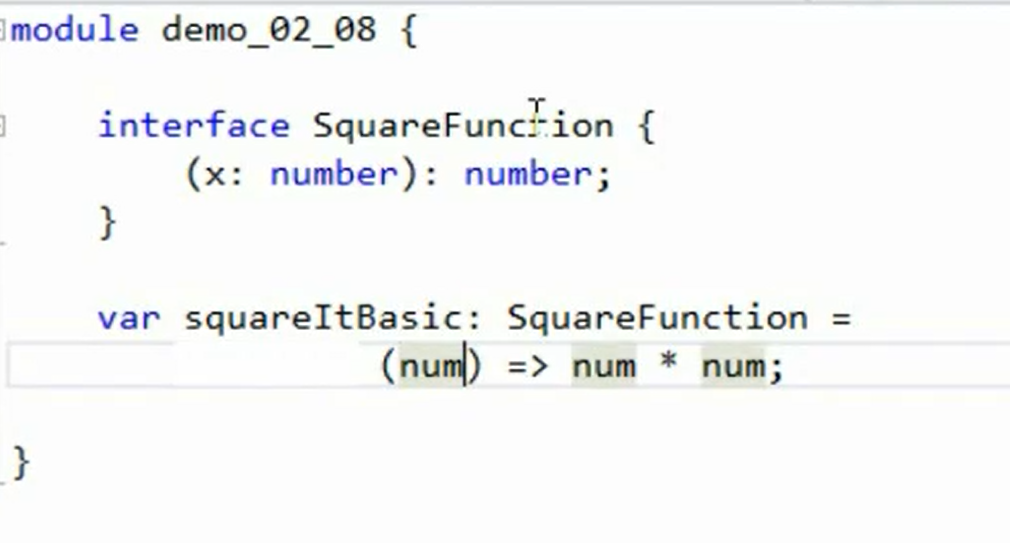 module demo_02_08 {
interface SquareFunction {
(x: number): number;
}
var squareItBasic: SquareFunction =
(num) => num * num;
}